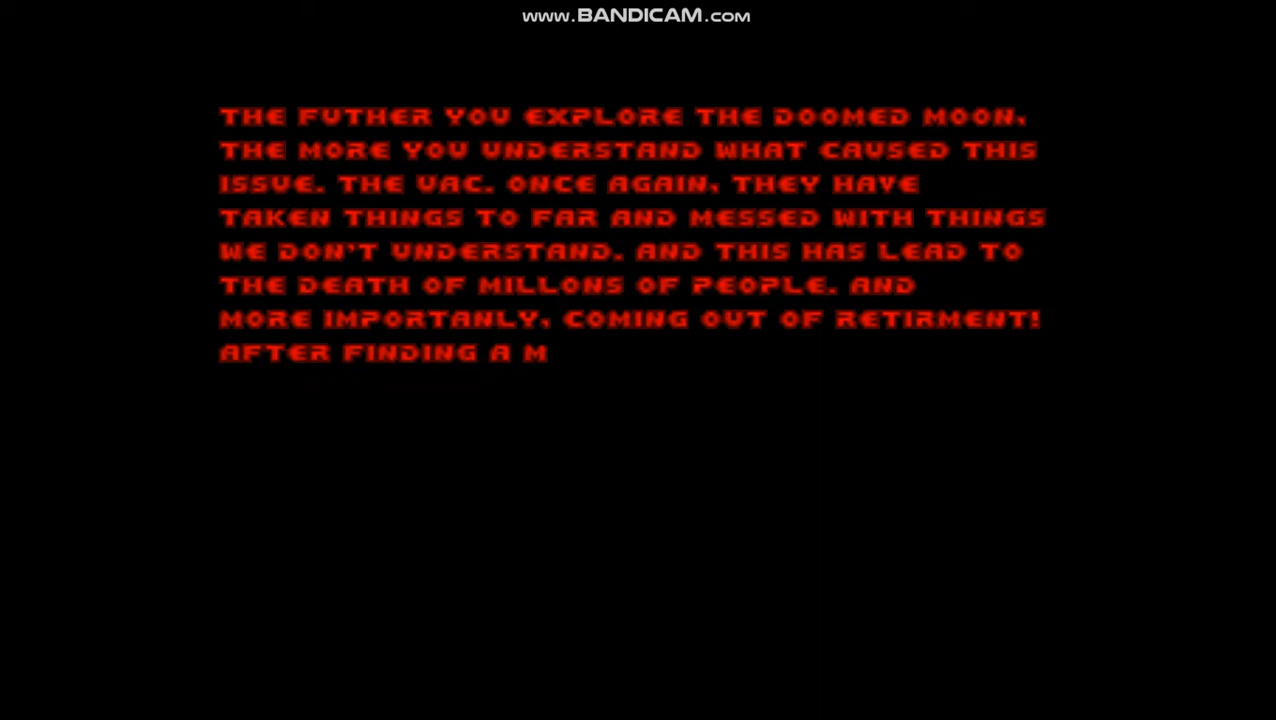 www.BANDICAM.com
THE FUTHER YOU EXPLORE THE DOOMED MOON,
THE MORE YOU UNDERSTAND WHAT CAUSED THIS
ISSUE. THE UAC. ONCE AGAIN, THEY HAVE
TAKEN THINGS TO FAR AND MESSED WITH THINGS
WE DON'T UNDERSTAND. AND THIS HAS LEAD TO
THE DEATH OF MILLONS OF PEOPLE. AND
MORE IMPORTANLY, COMING OUT OF RETIRMENT!
AFTER FINDING A M